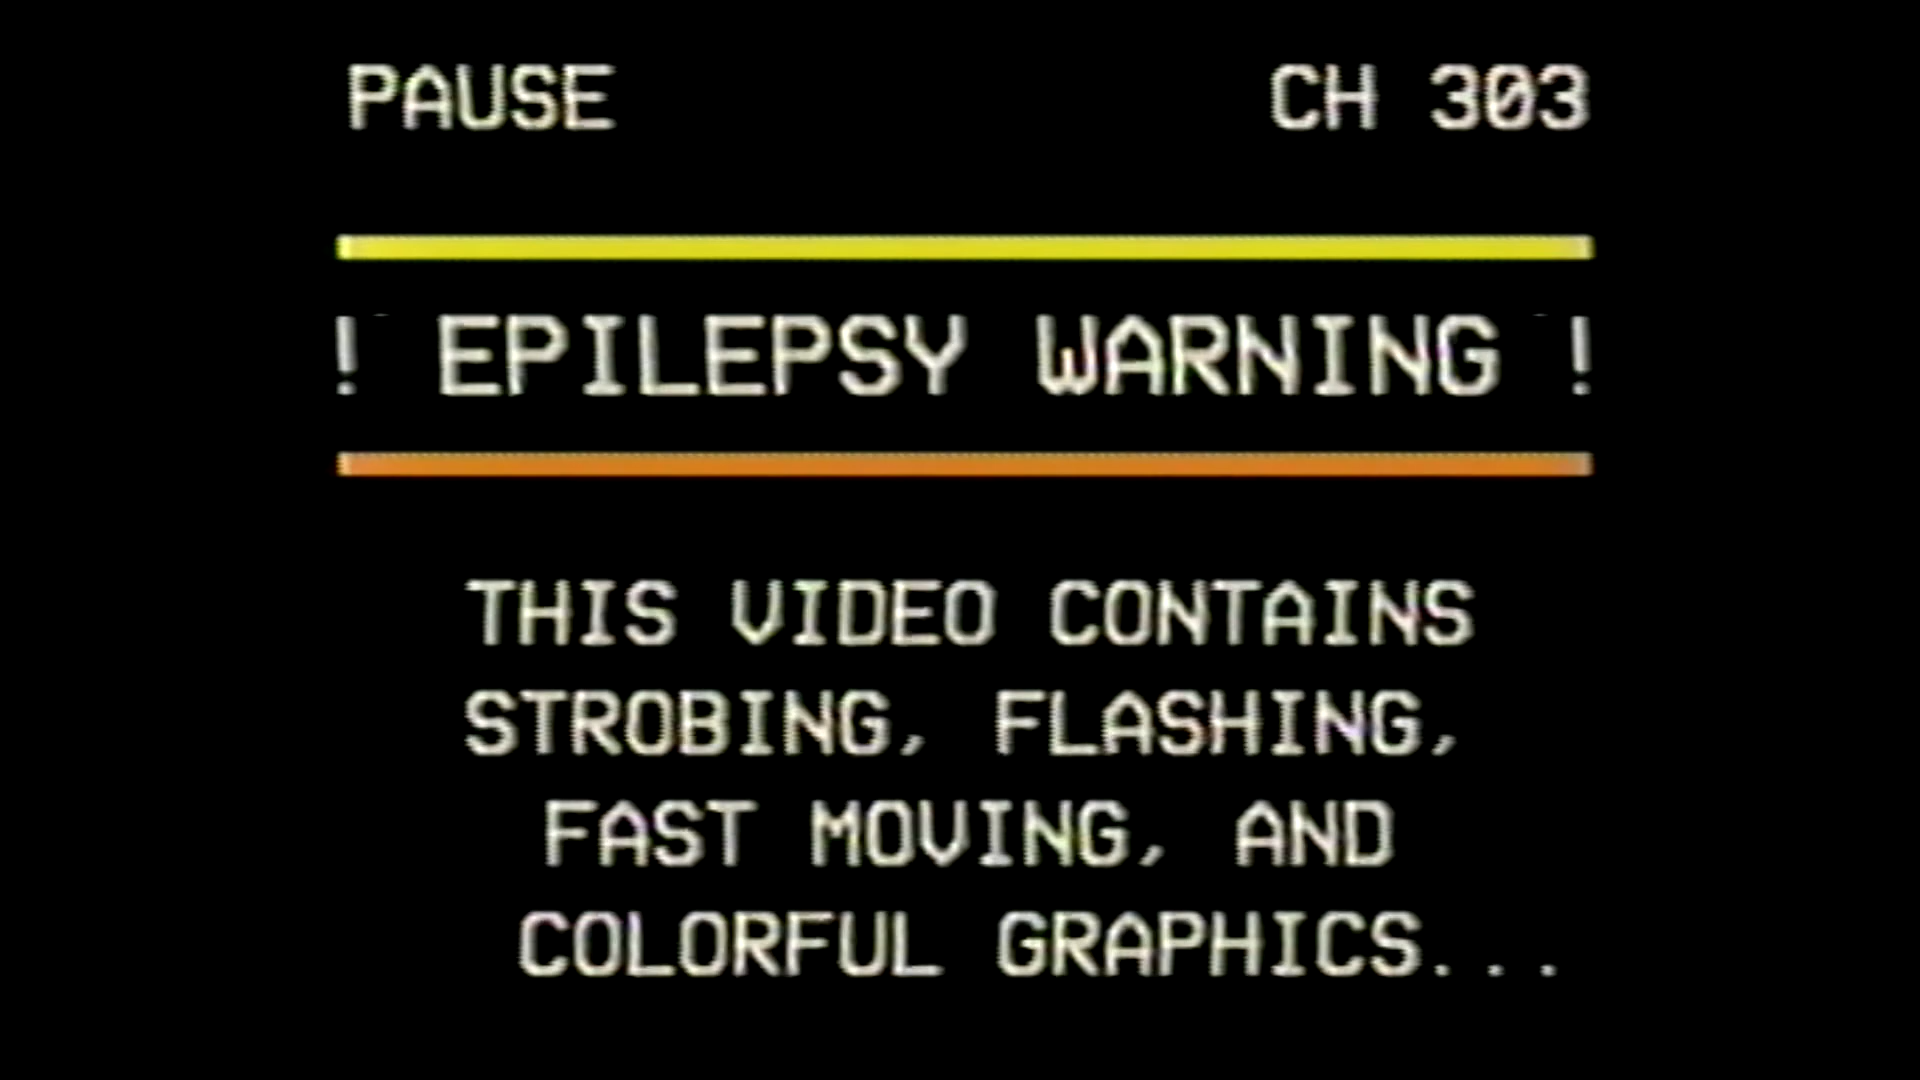 PAUSE CH 303
! EPILEPSY WARNING !
THIS VIDEO CONTAINS
STROBING, FLASHING,
FAST MOVING, AND
COLORFUL GRAPHICS...